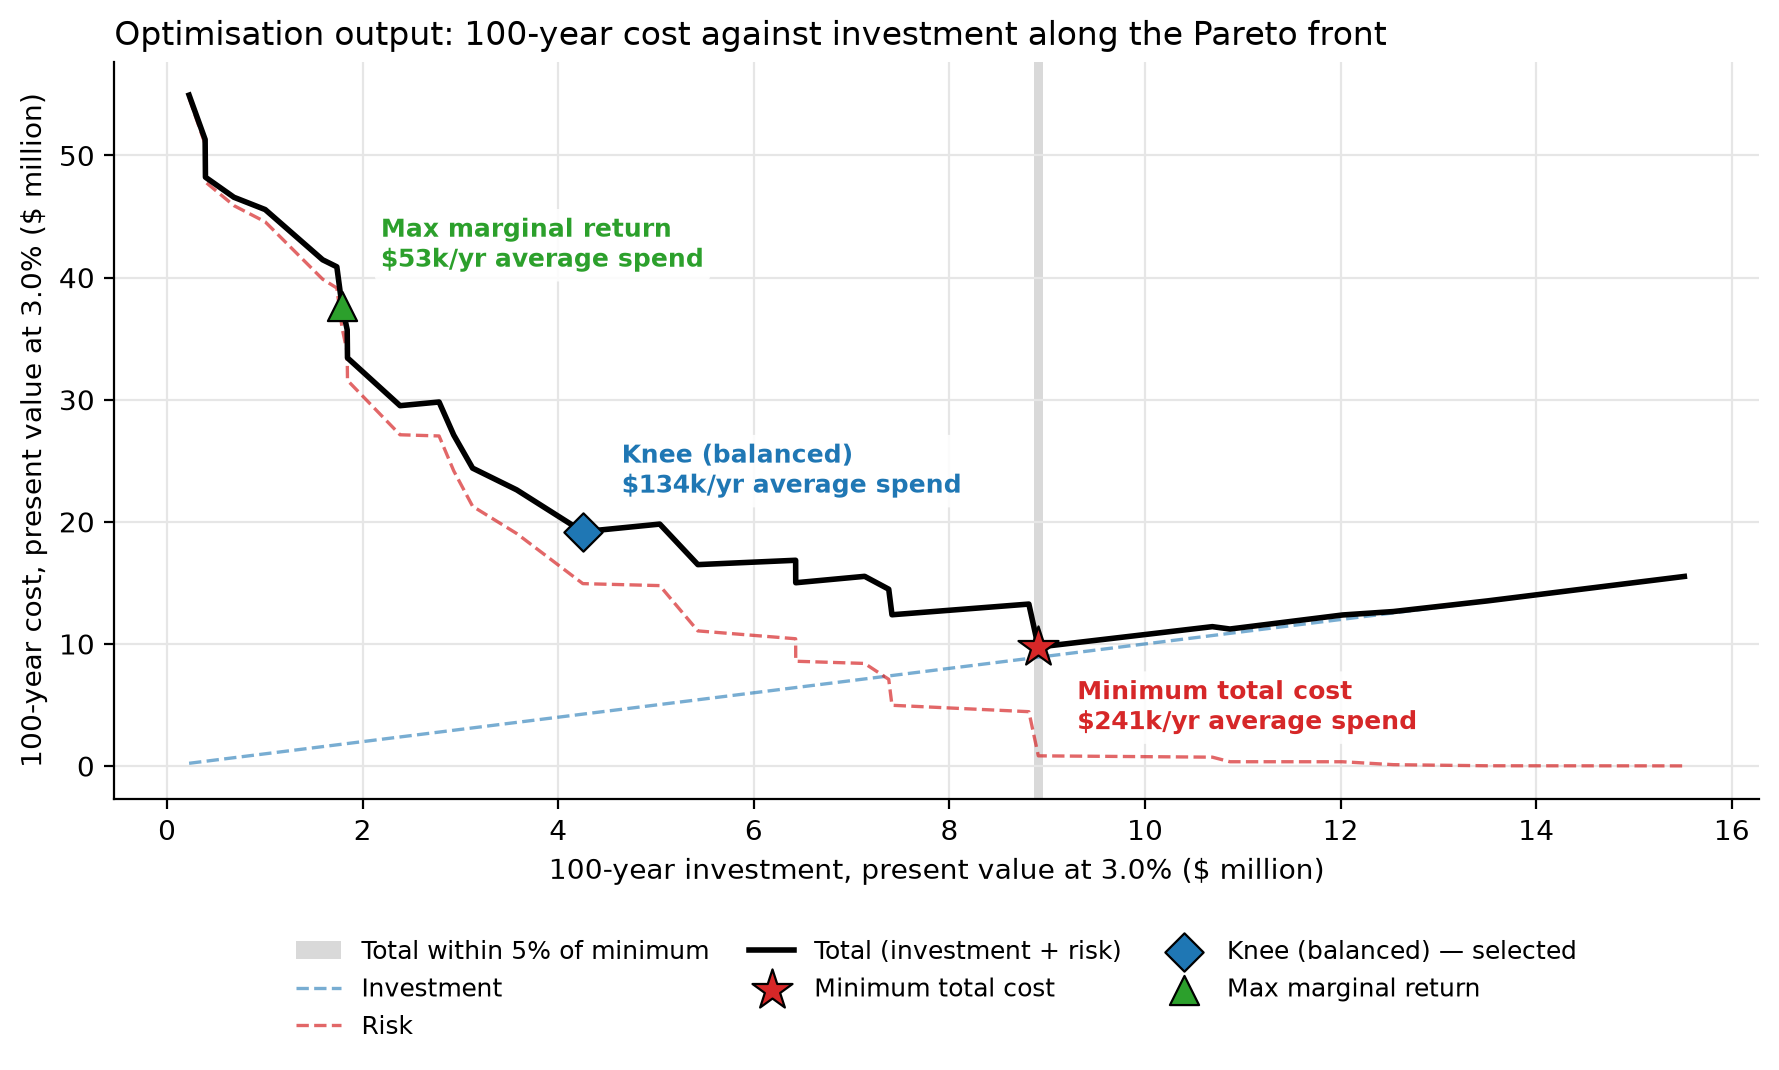 Optimisation output: 100-year cost against investment along the Pareto front
100-year cost, present value at 3.0% ($ million)
50
40
30
20
10
0
Max marginal return
$53k/yr average spend
Knee (balanced)
$134k/yr average spend
Minimum total cost
$241k/yr average spend
0 2 4 6 8 10 12 14 16
100-year investment, present value at 3.0% ($ million)
Total within 5% of minimum
Investment
Risk
Total (investment + risk)
Minimum total cost
Knee (balanced) — selected
Max marginal return